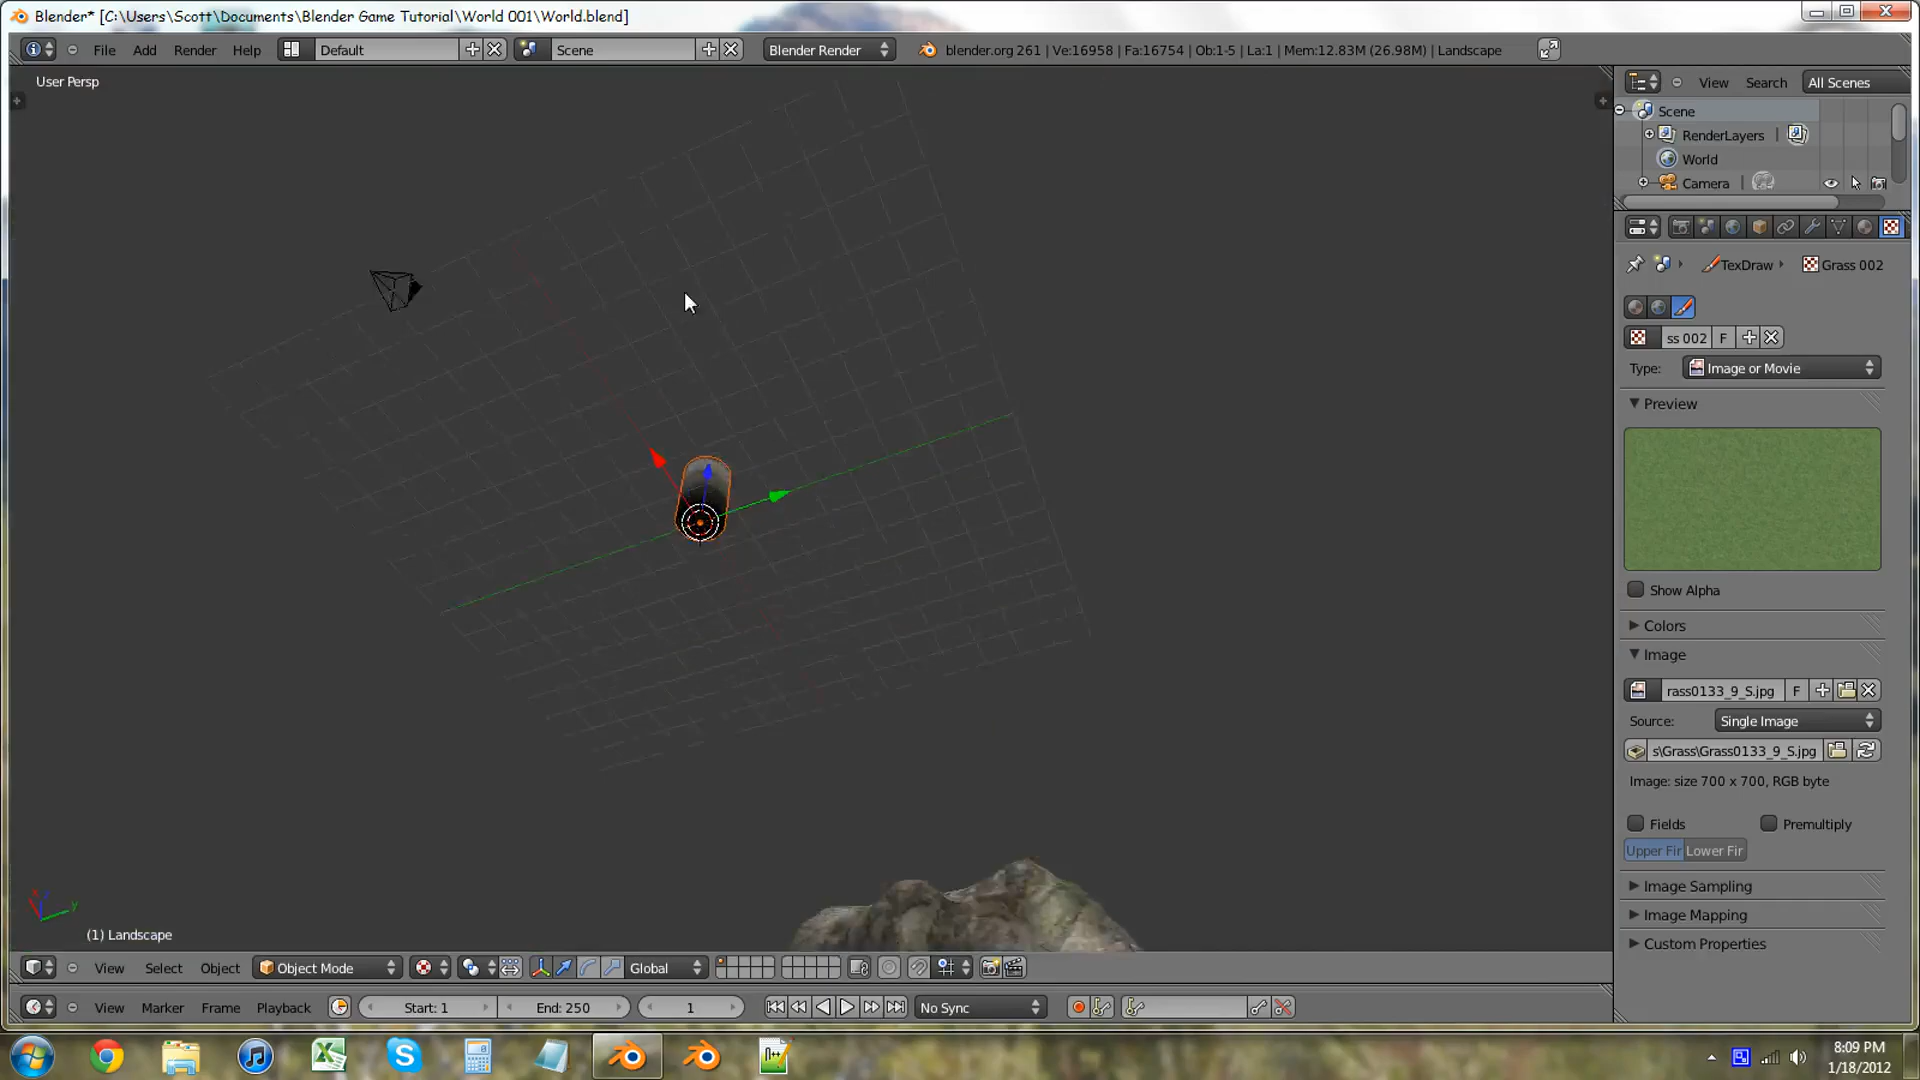 Blender* [C:\Users\Scott\Documents\Blender Game Tutorial\World 001\World.blend]
File Add Render Help Default Scene Blender Render blender.org 261 | Ve:16958 | Fa:16754 | Ob:1-5 | La:1 | Mem:12.83M (26.98M) | Landscape
User Persp
View Search All Scenes
Scene
RenderLayers
World
Camera
TexDraw Grass 002
ss 002 F
Type: Image or Movie
Preview
Show Alpha
Colors
Image
rass0133_9_S.jpg F
Source: Single Image
s\Grass\Grass0133_9_S.jpg
Image: size 700 x 700, RGB byte
Fields Premultiply
Upper Fir Lower Fir
Image Sampling
Image Mapping
Custom Properties
x z y
(1) Landscape
View Select Object Object Mode Global
View Marker Frame Playback Start: 1 End: 250 1 No Sync
8:09 PM
1/18/2012